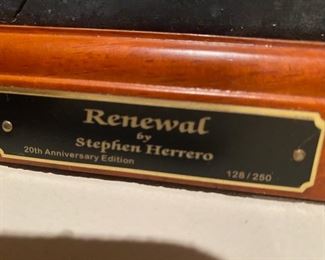 Renewal
by
Stephen Herrero
20th Anniversary Edition
128 / 250